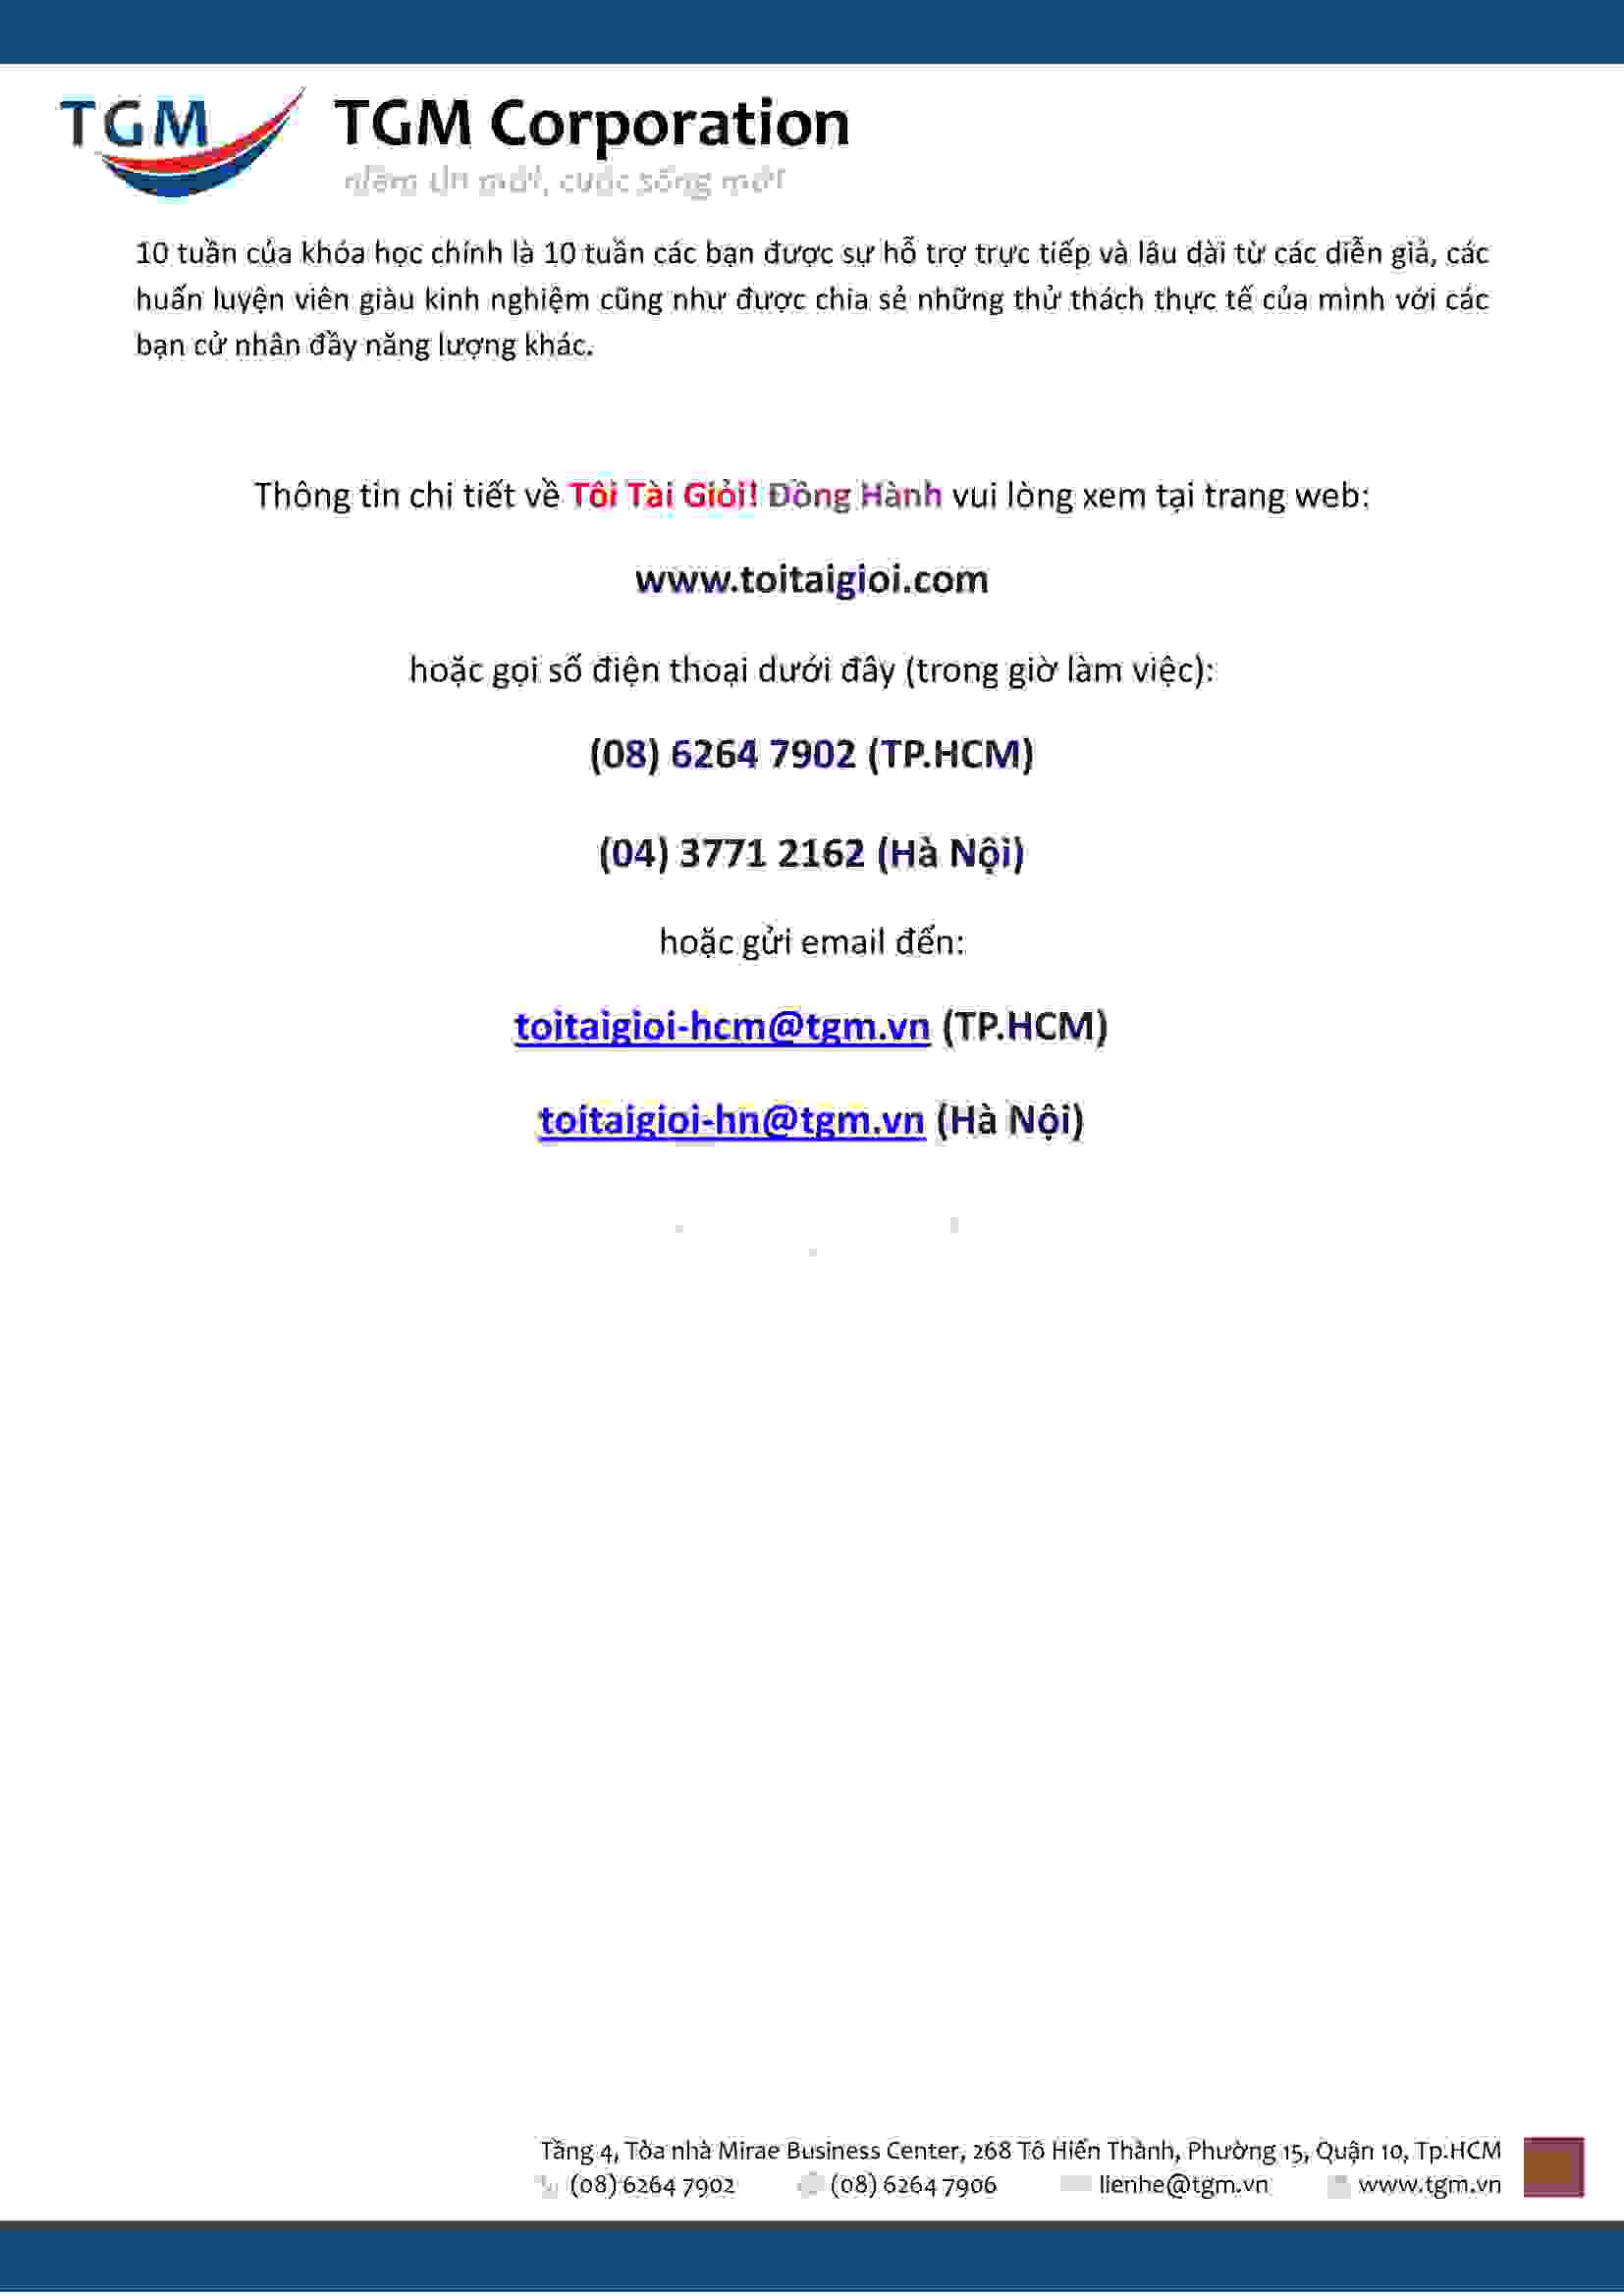 TGM
TGM Corporation
niềm tin mới, cuộc sống mới
10 tuần của khóa học chính là 10 tuần các bạn được sự hỗ trợ trực tiếp và lâu dài từ các diễn giả, các
huấn luyện viên giàu kinh nghiệm cũng như được chia sẻ những thử thách thực tế của mình với các
bạn cử nhân đầy năng lượng khác.
Thông tin chi tiết về Tôi Tài Giỏi! Đồng Hành vui lòng xem tại trang web:
www.toitaigioi.com
hoặc gọi số điện thoại dưới đây (trong giờ làm việc):
(08) 6264 7902 (TP.HCM)
(04) 3771 2162 (Hà Nội)
hoặc gửi email đến:
toitaigioi-hcm@tgm.vn (TP.HCM)
toitaigioi-hn@tgm.vn (Hà Nội)
Tầng 4, Tòa nhà Mirae Business Center, 268 Tô Hiến Thành, Phường 15, Quận 10, Tp.HCM
(08) 6264 7902 (08) 6264 7906 lienhe@tgm.vn www.tgm.vn